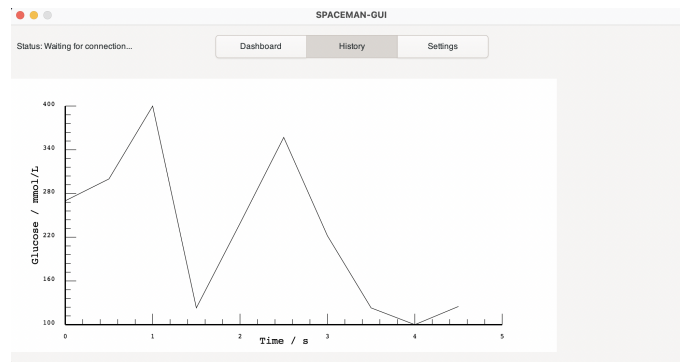 SPACEMAN-GUI
Status: Waiting for connection...
Dashboard
History
Settings
400
340
280
220
160
100
Glucose / mmol/L
0
1
2
3
4
5
Time / s